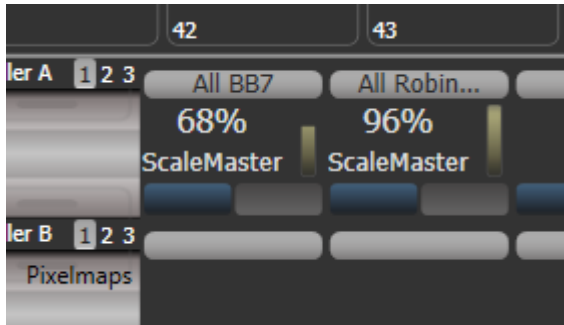 42 43
ler A 1 2 3
All BB7 All Robin...
68% 96%
ScaleMaster ScaleMaster
ler B 1 2 3
Pixelmaps